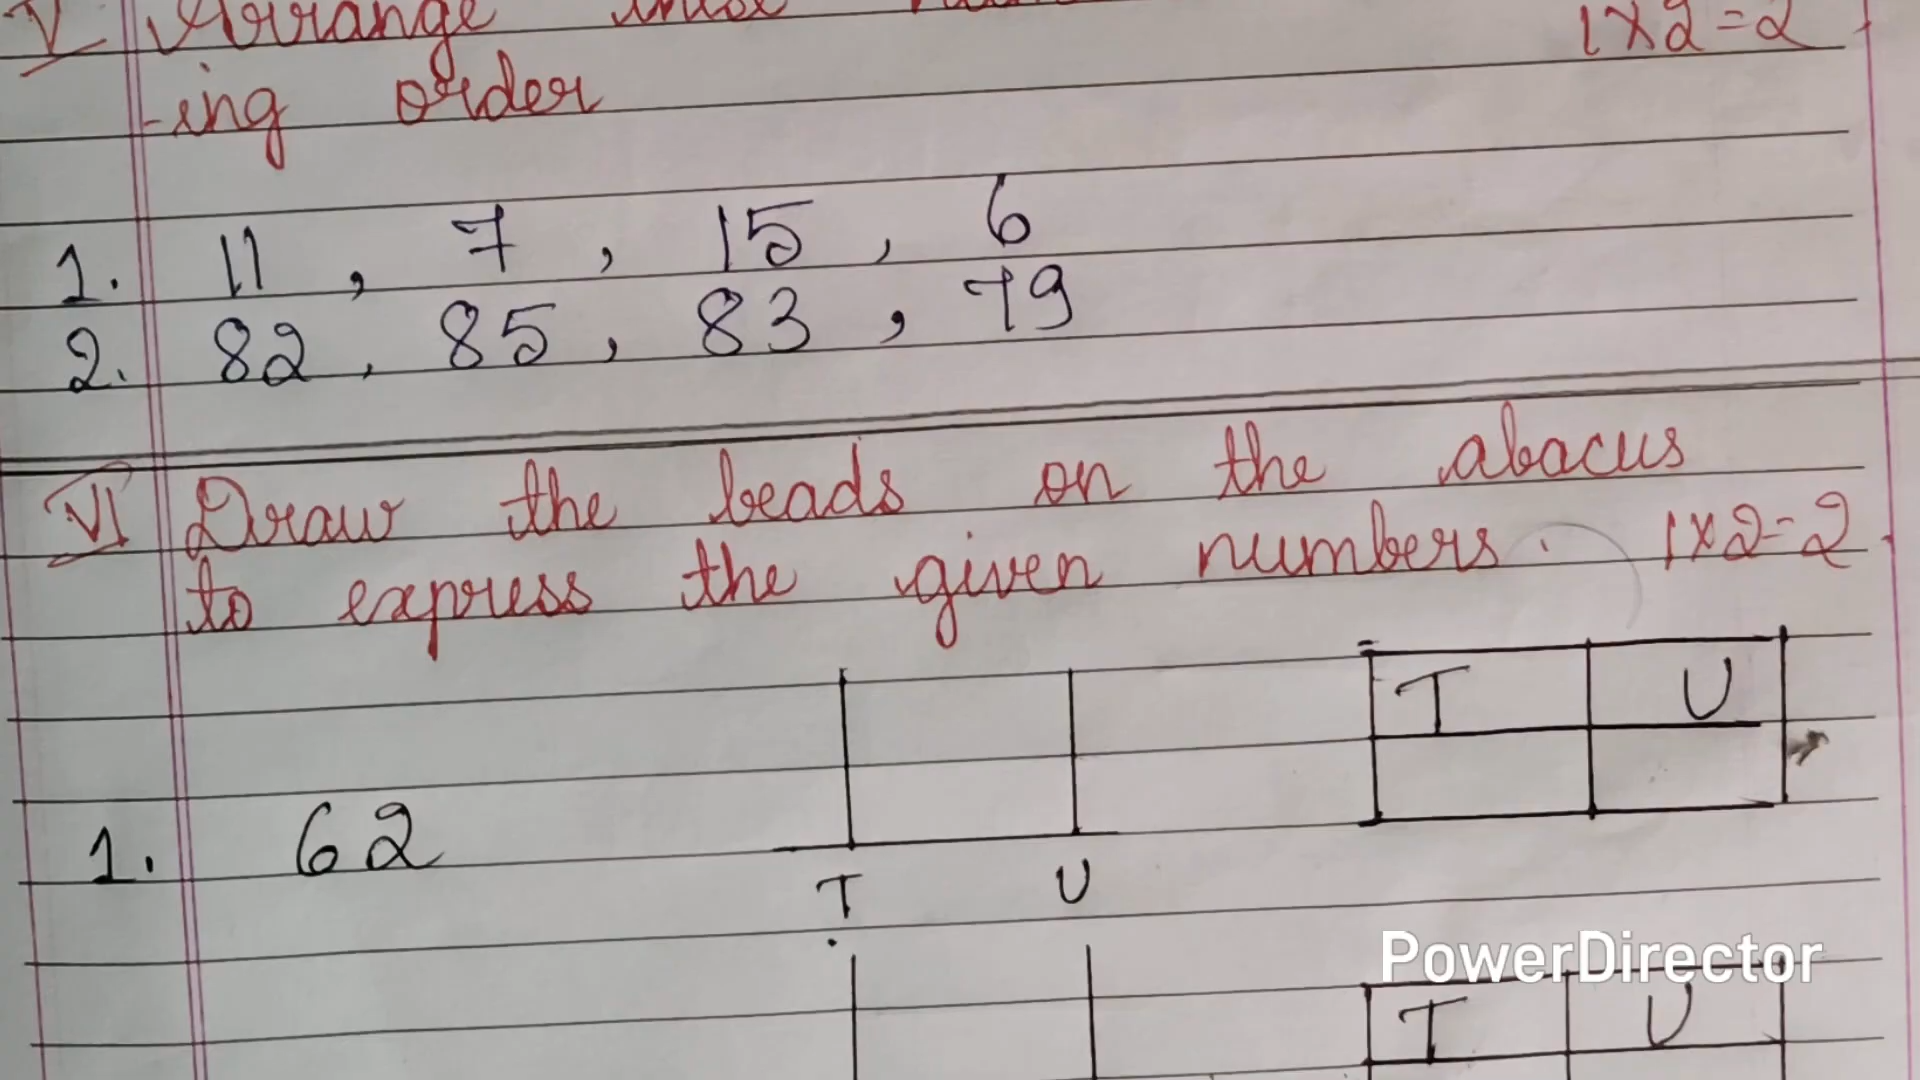 V Arrange 1×2=2
-ing order
1. 11 , 7 , 15 , 6
2. 82 , 85 , 83 , 79
VI Draw the beads on the abacus
to express the given numbers. 1×2=2
T U
1. 62
T U
PowerDirector
T U